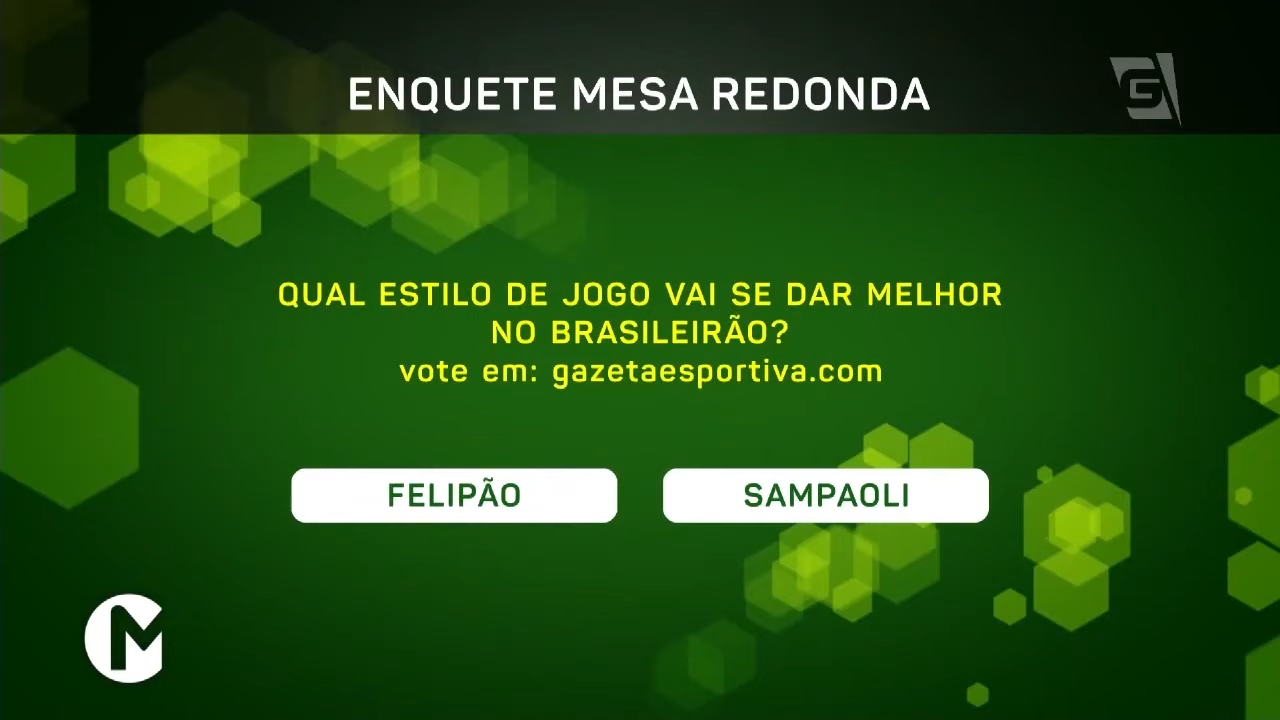 ENQUETE MESA REDONDA
G
QUAL ESTILO DE JOGO VAI SE DAR MELHOR
NO BRASILEIRÃO?
vote em: gazetaesportiva.com
FELIPÃO
SAMPAOLI
M